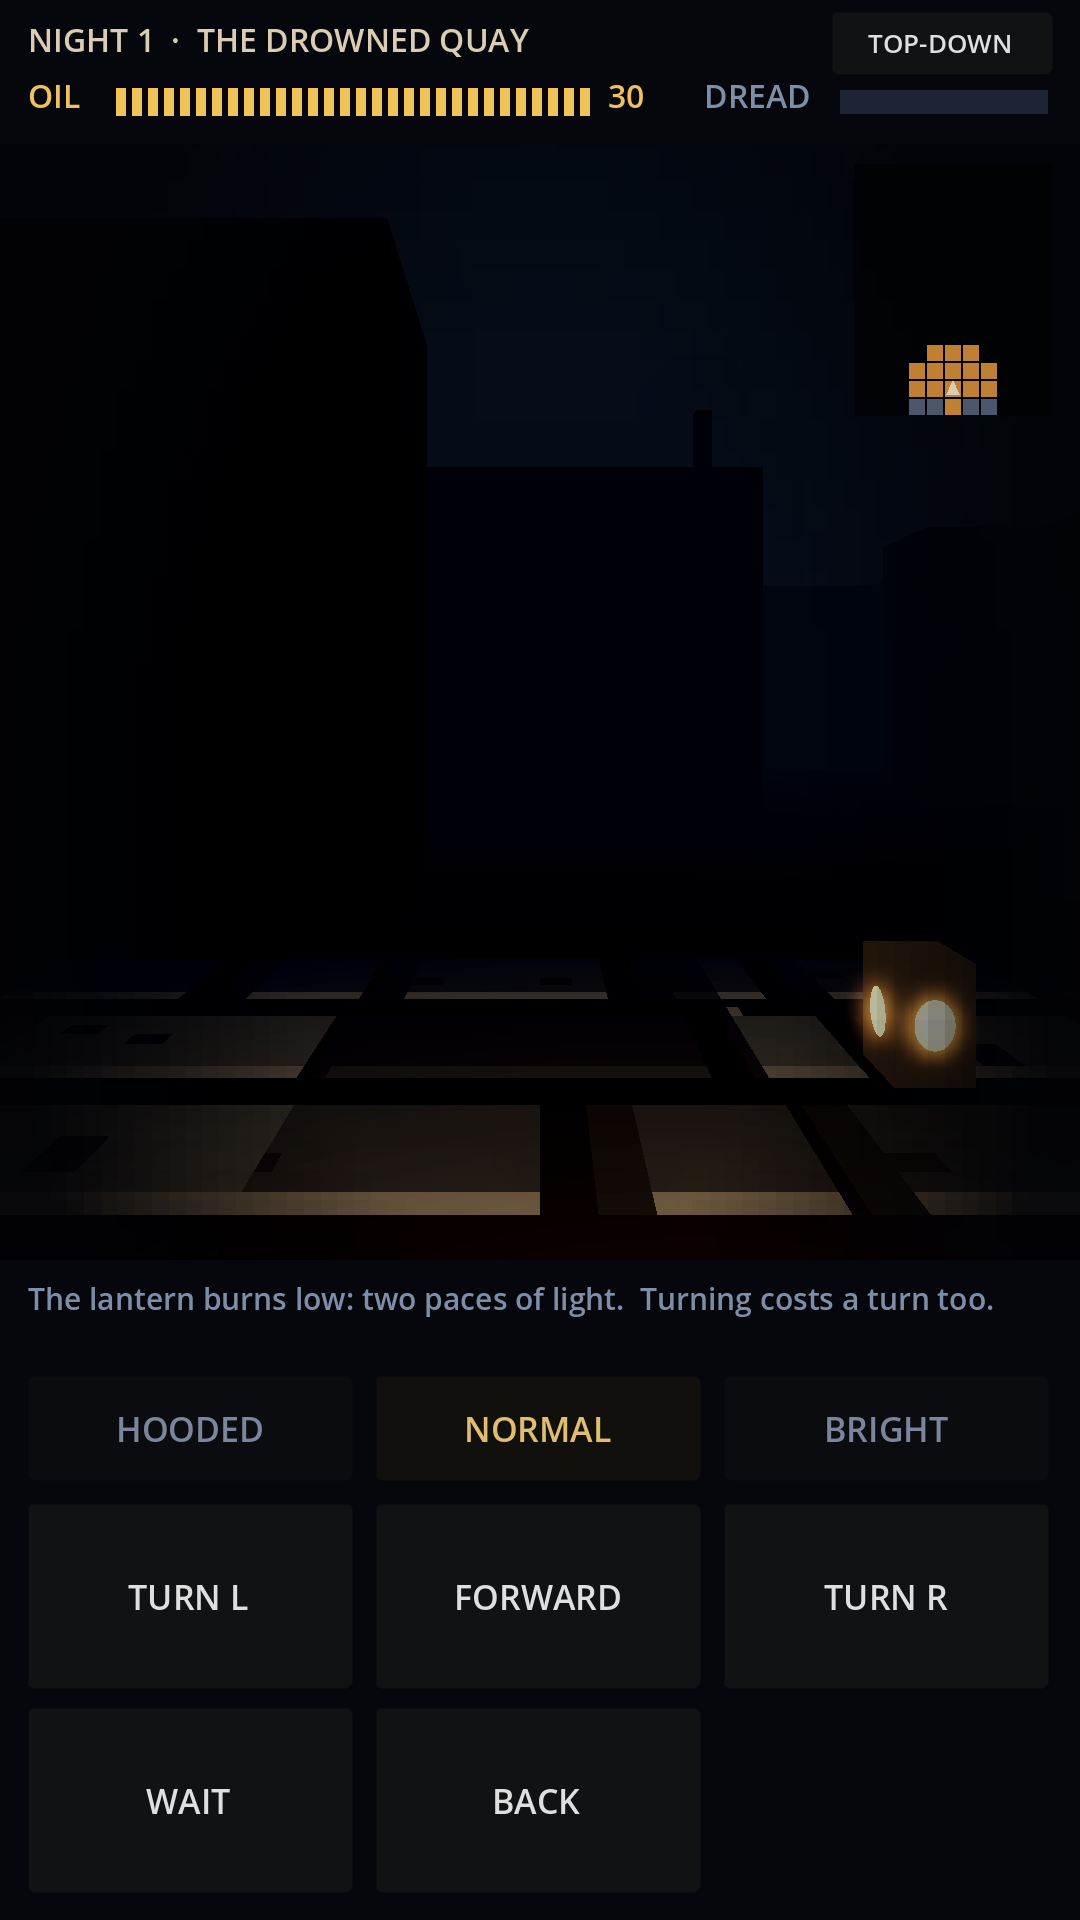 NIGHT 1 · THE DROWNED QUAY
TOP-DOWN
OIL 30 DREAD
The lantern burns low: two paces of light. Turning costs a turn too.
HOODED NORMAL BRIGHT
TURN L FORWARD TURN R
WAIT BACK